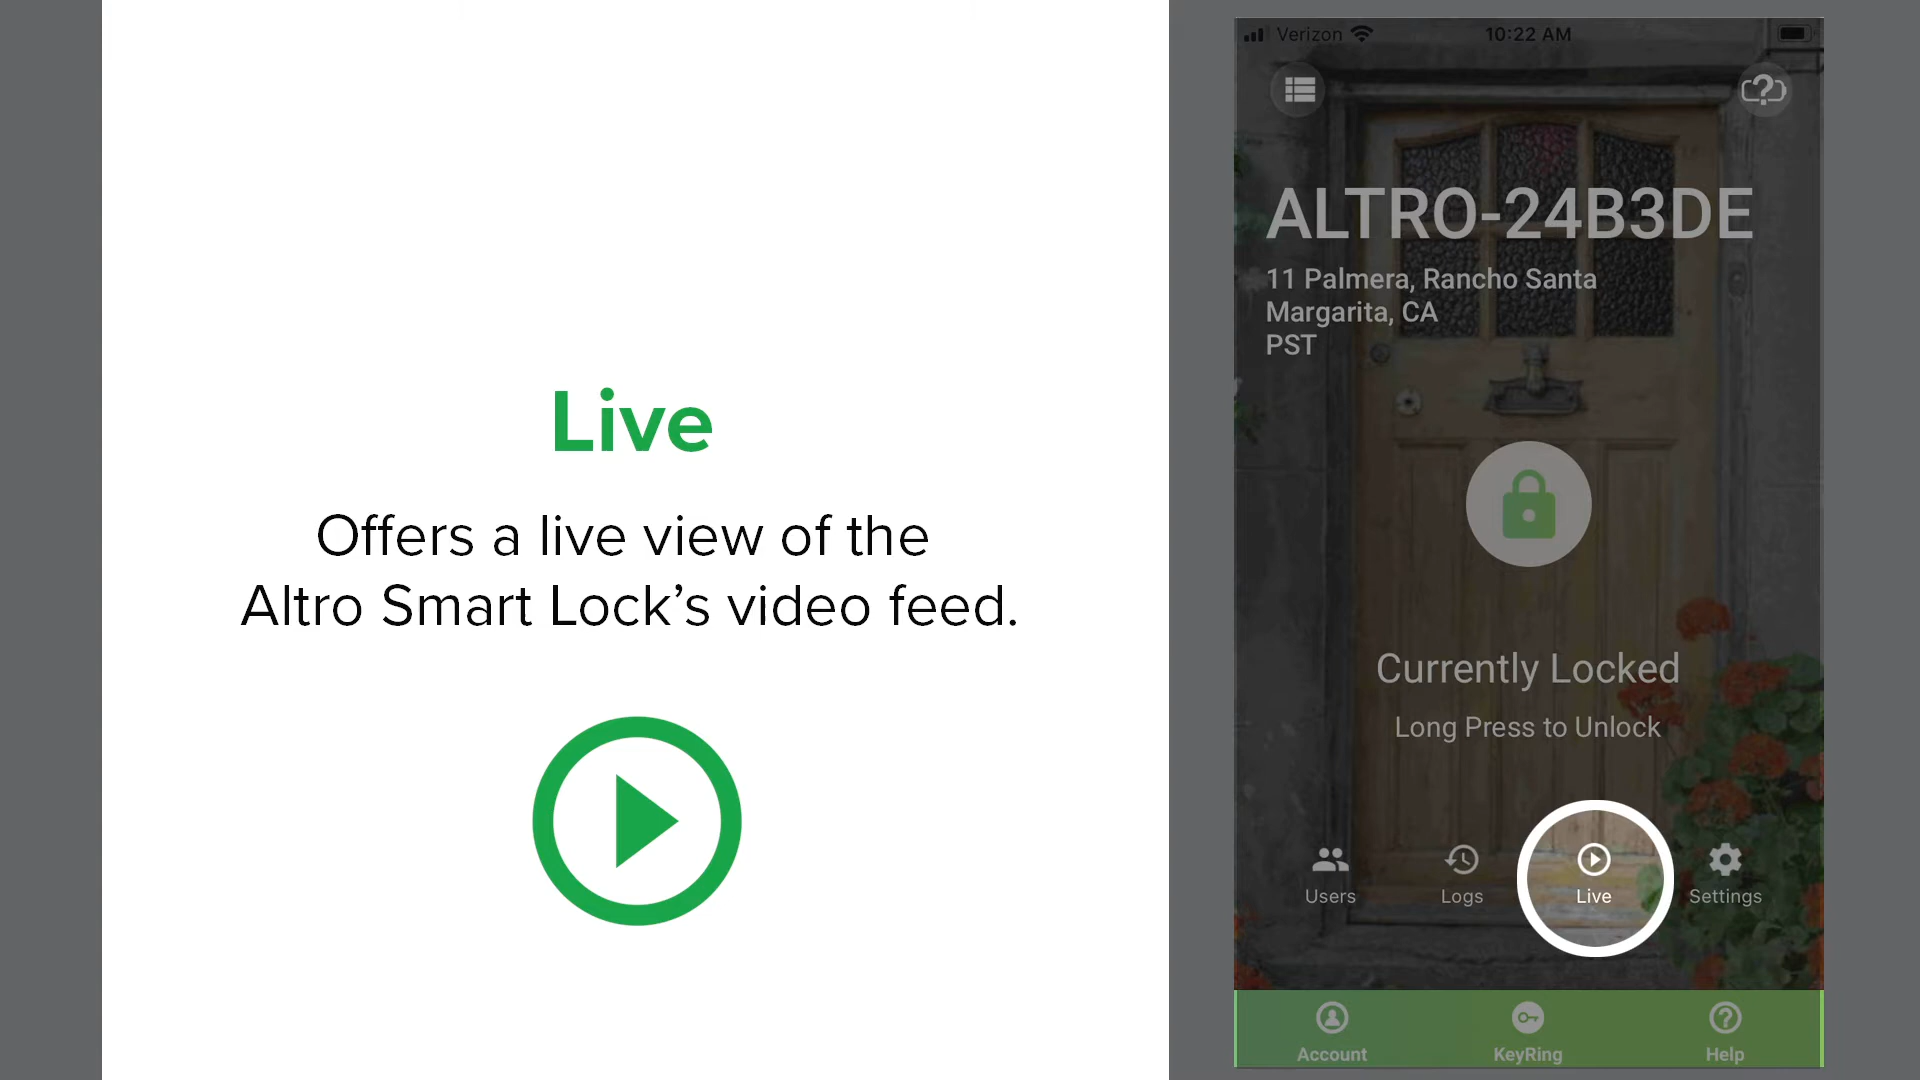 Live
Offers a live view of the
Altro Smart Lock’s video feed.
Verizon
10:22 AM
ALTRO-24B3DE
11 Palmera, Rancho Santa
Margarita, CA
PST
Currently Locked
Long Press to Unlock
Users
Logs
Live
Settings
Account
KeyRing
Help